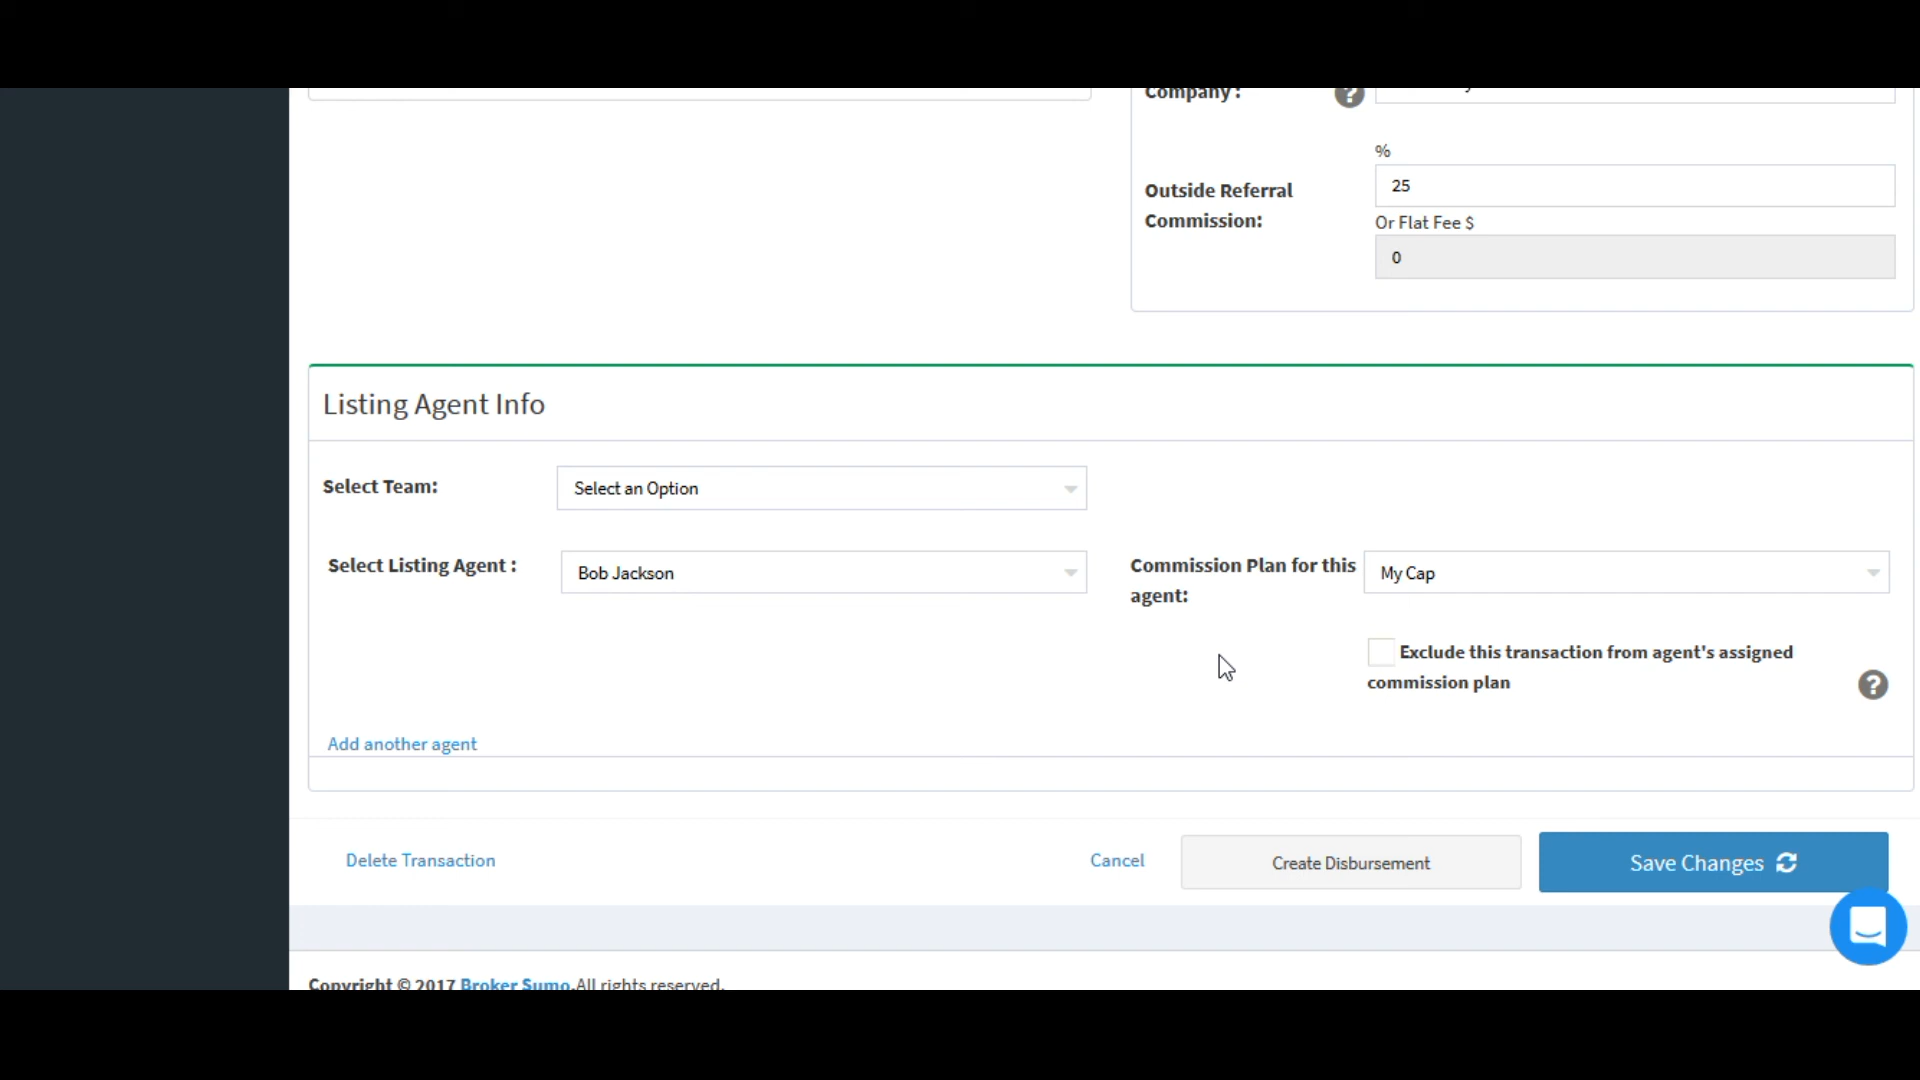 Company :
?
%
Outside Referral
Commission:
25
Or Flat Fee $
0
Listing Agent Info
Select Team:
Select an Option
Select Listing Agent :
Bob Jackson
Commission Plan for this
agent:
My Cap
Exclude this transaction from agent's assigned
commission plan
?
Add another agent
Delete Transaction
Cancel
Create Disbursement
Save Changes
Copyright © 2017 Broker Sumo.All rights reserved.